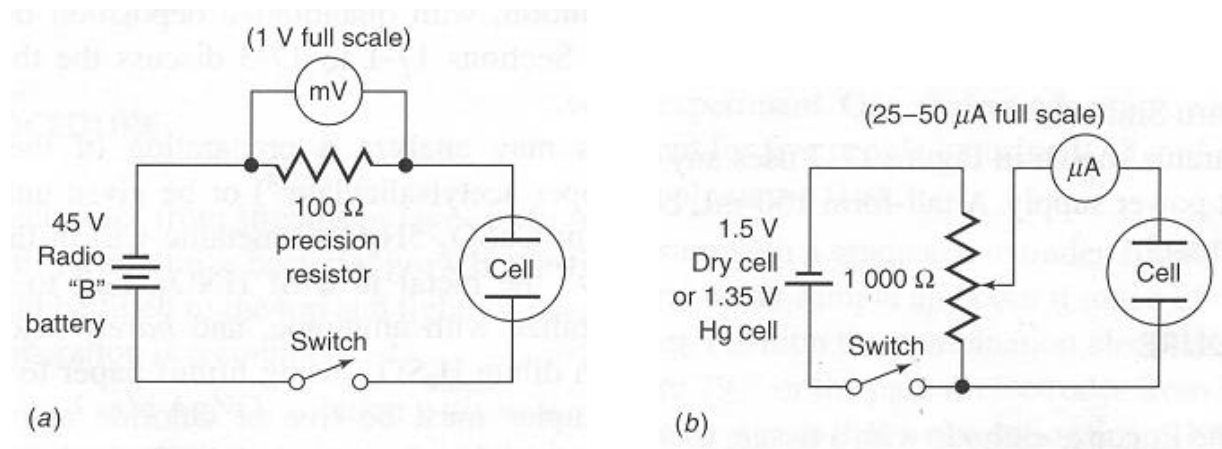 (1 V full scale)
mV
100 Ω
precision
resistor
45 V
Radio
“B”
battery
Cell
Switch
(a)
(25–50 μA full scale)
μA
1.5 V
Dry cell
or 1.35 V
Hg cell
1 000 Ω
Cell
Switch
(b)